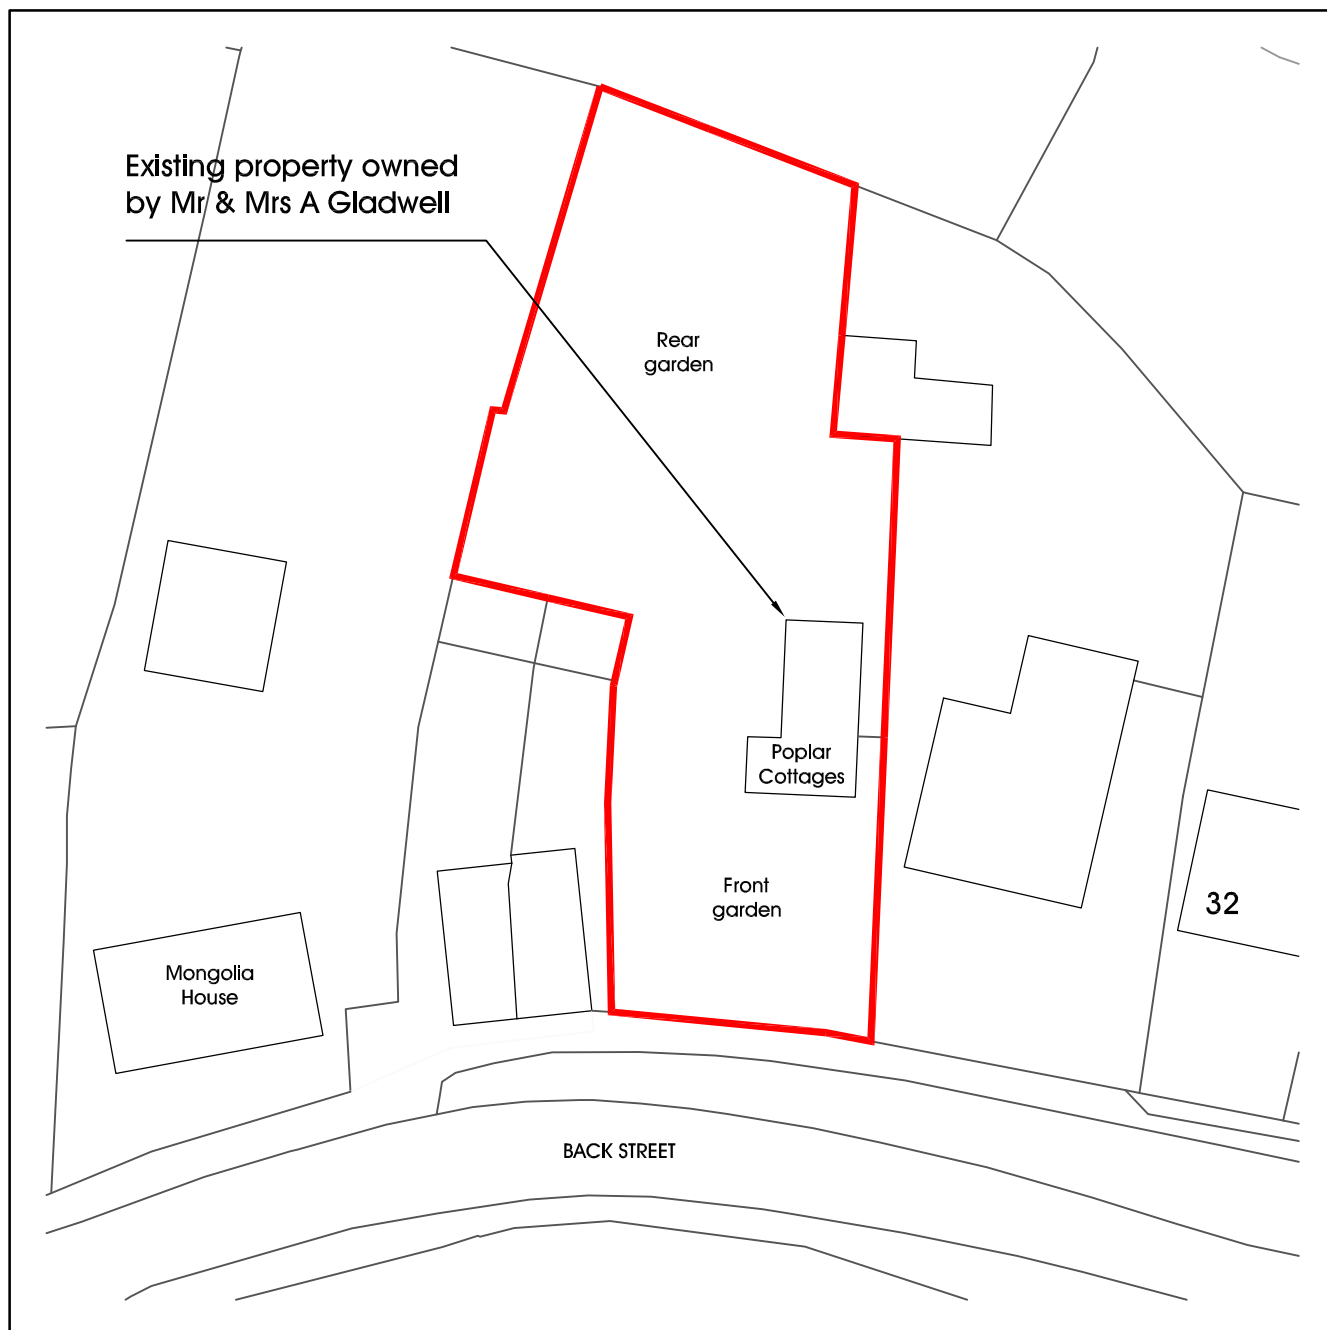 Existing property owned
by Mr & Mrs A Gladwell
Rear
garden
Poplar
Cottages
Front
garden
32
Mongolia
House
BACK STREET